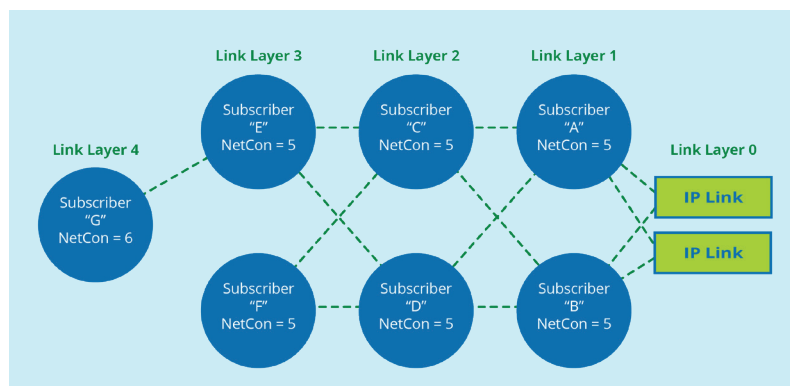 Link Layer 3
Link Layer 2
Link Layer 1
Subscriber
“E”
NetCon = 5
Subscriber
“C”
NetCon = 5
Subscriber
“A”
NetCon = 5
Link Layer 4
Link Layer 0
Subscriber
“G”
NetCon = 6
IP Link
IP Link
Subscriber
“F”
NetCon = 5
Subscriber
“D”
NetCon = 5
Subscriber
“B”
NetCon = 5